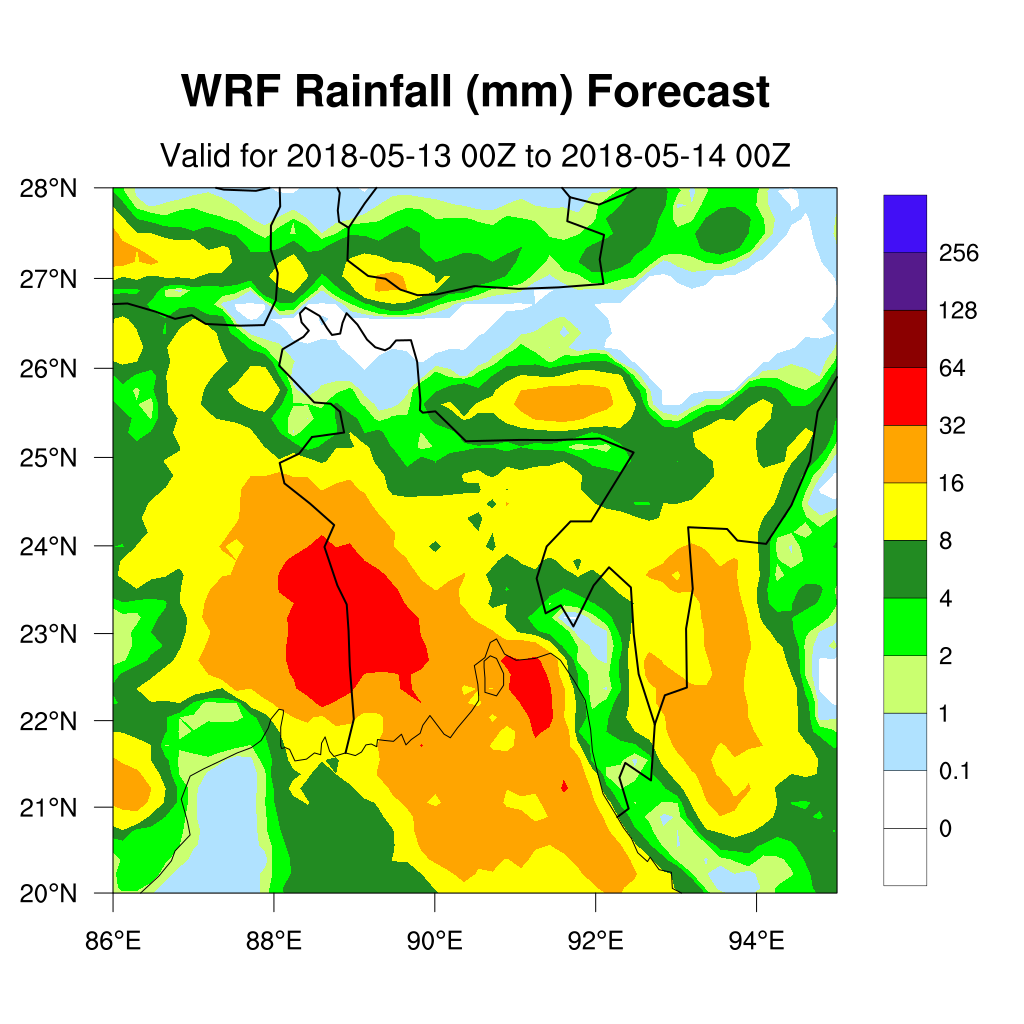 WRF Rainfall (mm) Forecast
Valid for 2018-05-13 00Z to 2018-05-14 00Z
28°N
27°N
26°N
25°N
24°N
23°N
22°N
21°N
20°N
86°E
88°E
90°E
92°E
94°E
256
128
64
32
16
8
4
2
1
0.1
0